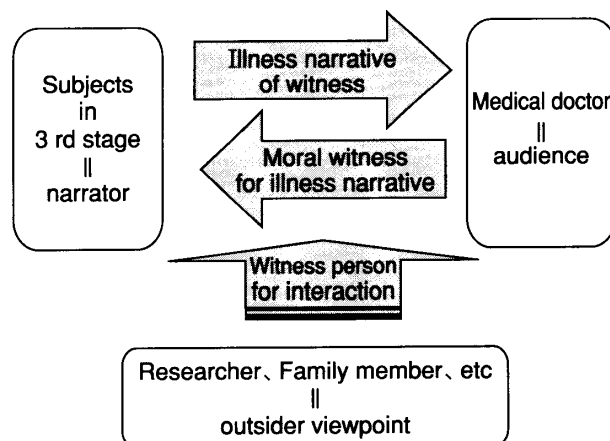 Subjects
in
3 rd stage
||
narrator
Illness narrative
of witness
Moral witness
for illness narrative
Medical doctor
||
audience
Witness person
for interaction
Researcher、Family member、etc
||
outsider viewpoint